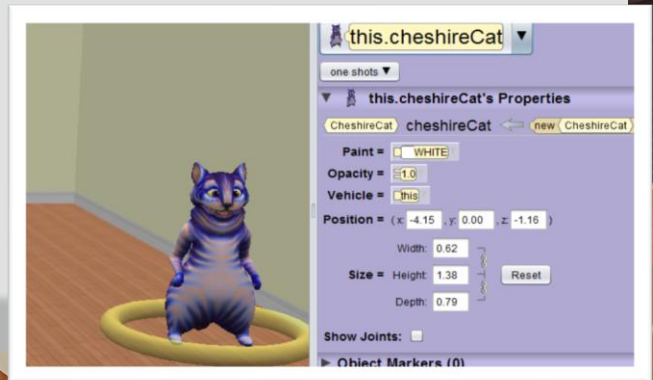 this.cheshireCat
one shots
this.cheshireCat's Properties
CheshireCat cheshireCat new CheshireCat
Paint = WHITE
Opacity = 1.0
Vehicle = this
Position = (x: -4.15 , y: 0.00 , z: -1.16 )
Width: 0.62
Size = Height: 1.38 Reset
Depth: 0.79
Show Joints:
Object Markers (0)